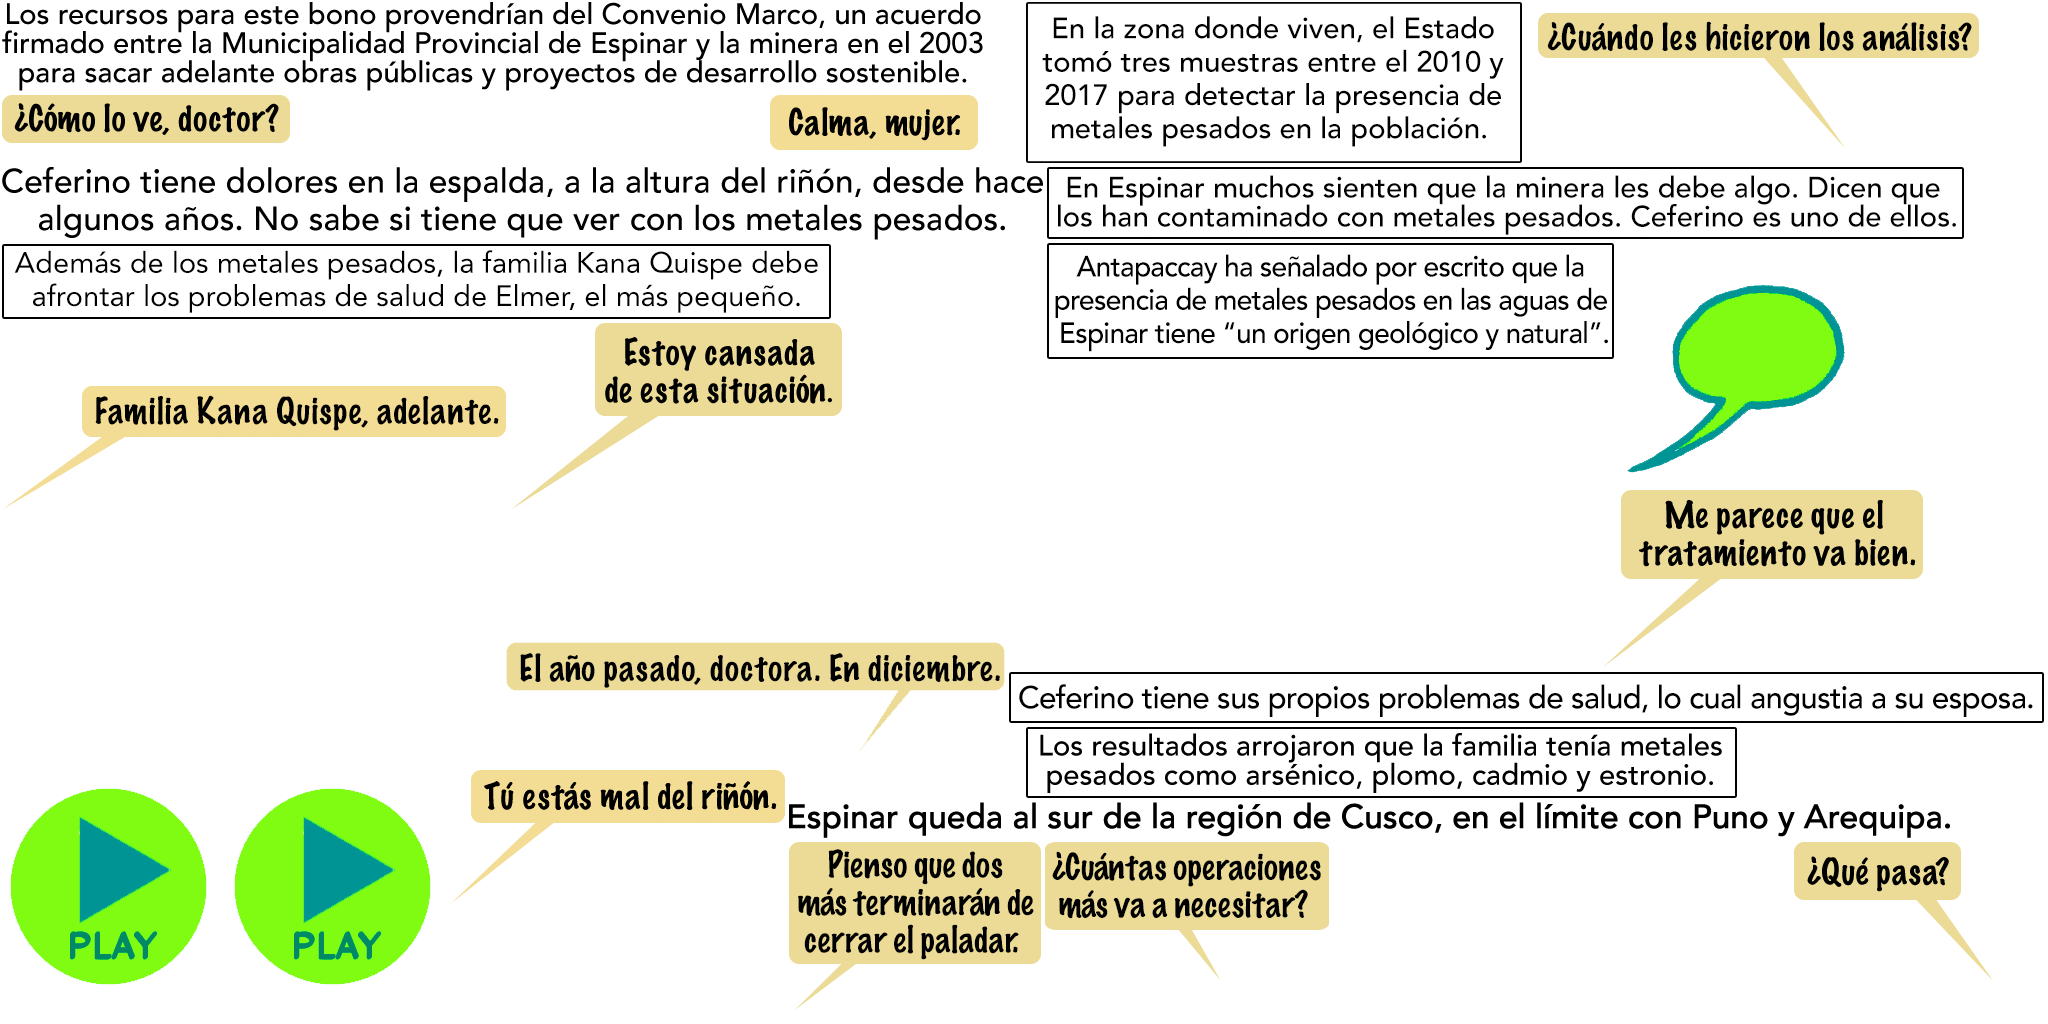 Los recursos para este bono provendrían del Convenio Marco, un acuerdo
firmado entre la Municipalidad Provincial de Espinar y la minera en el 2003
para sacar adelante obras públicas y proyectos de desarrollo sostenible.
¿Cómo lo ve, doctor?
Calma, mujer.
En la zona donde viven, el Estado
tomó tres muestras entre el 2010 y
2017 para detectar la presencia de
metales pesados en la población.
¿Cuándo les hicieron los análisis?
Ceferino tiene dolores en la espalda, a la altura del riñón, desde hace
algunos años. No sabe si tiene que ver con los metales pesados.
En Espinar muchos sienten que la minera les debe algo. Dicen que
los han contaminado con metales pesados. Ceferino es uno de ellos.
Además de los metales pesados, la familia Kana Quispe debe
afrontar los problemas de salud de Elmer, el más pequeño.
Antapaccay ha señalado por escrito que la
presencia de metales pesados en las aguas de
Espinar tiene “un origen geológico y natural”.
Estoy cansada
de esta situación.
Familia Kana Quispe, adelante.
Me parece que el
tratamiento va bien.
El año pasado, doctora. En diciembre.
Ceferino tiene sus propios problemas de salud, lo cual angustia a su esposa.
Los resultados arrojaron que la familia tenía metales
pesados como arsénico, plomo, cadmio y estronio.
Tú estás mal del riñón.
Espinar queda al sur de la región de Cusco, en el límite con Puno y Arequipa.
Pienso que dos
más terminarán de
cerrar el paladar.
¿Cuántas operaciones
más va a necesitar?
¿Qué pasa?
PLAY
PLAY